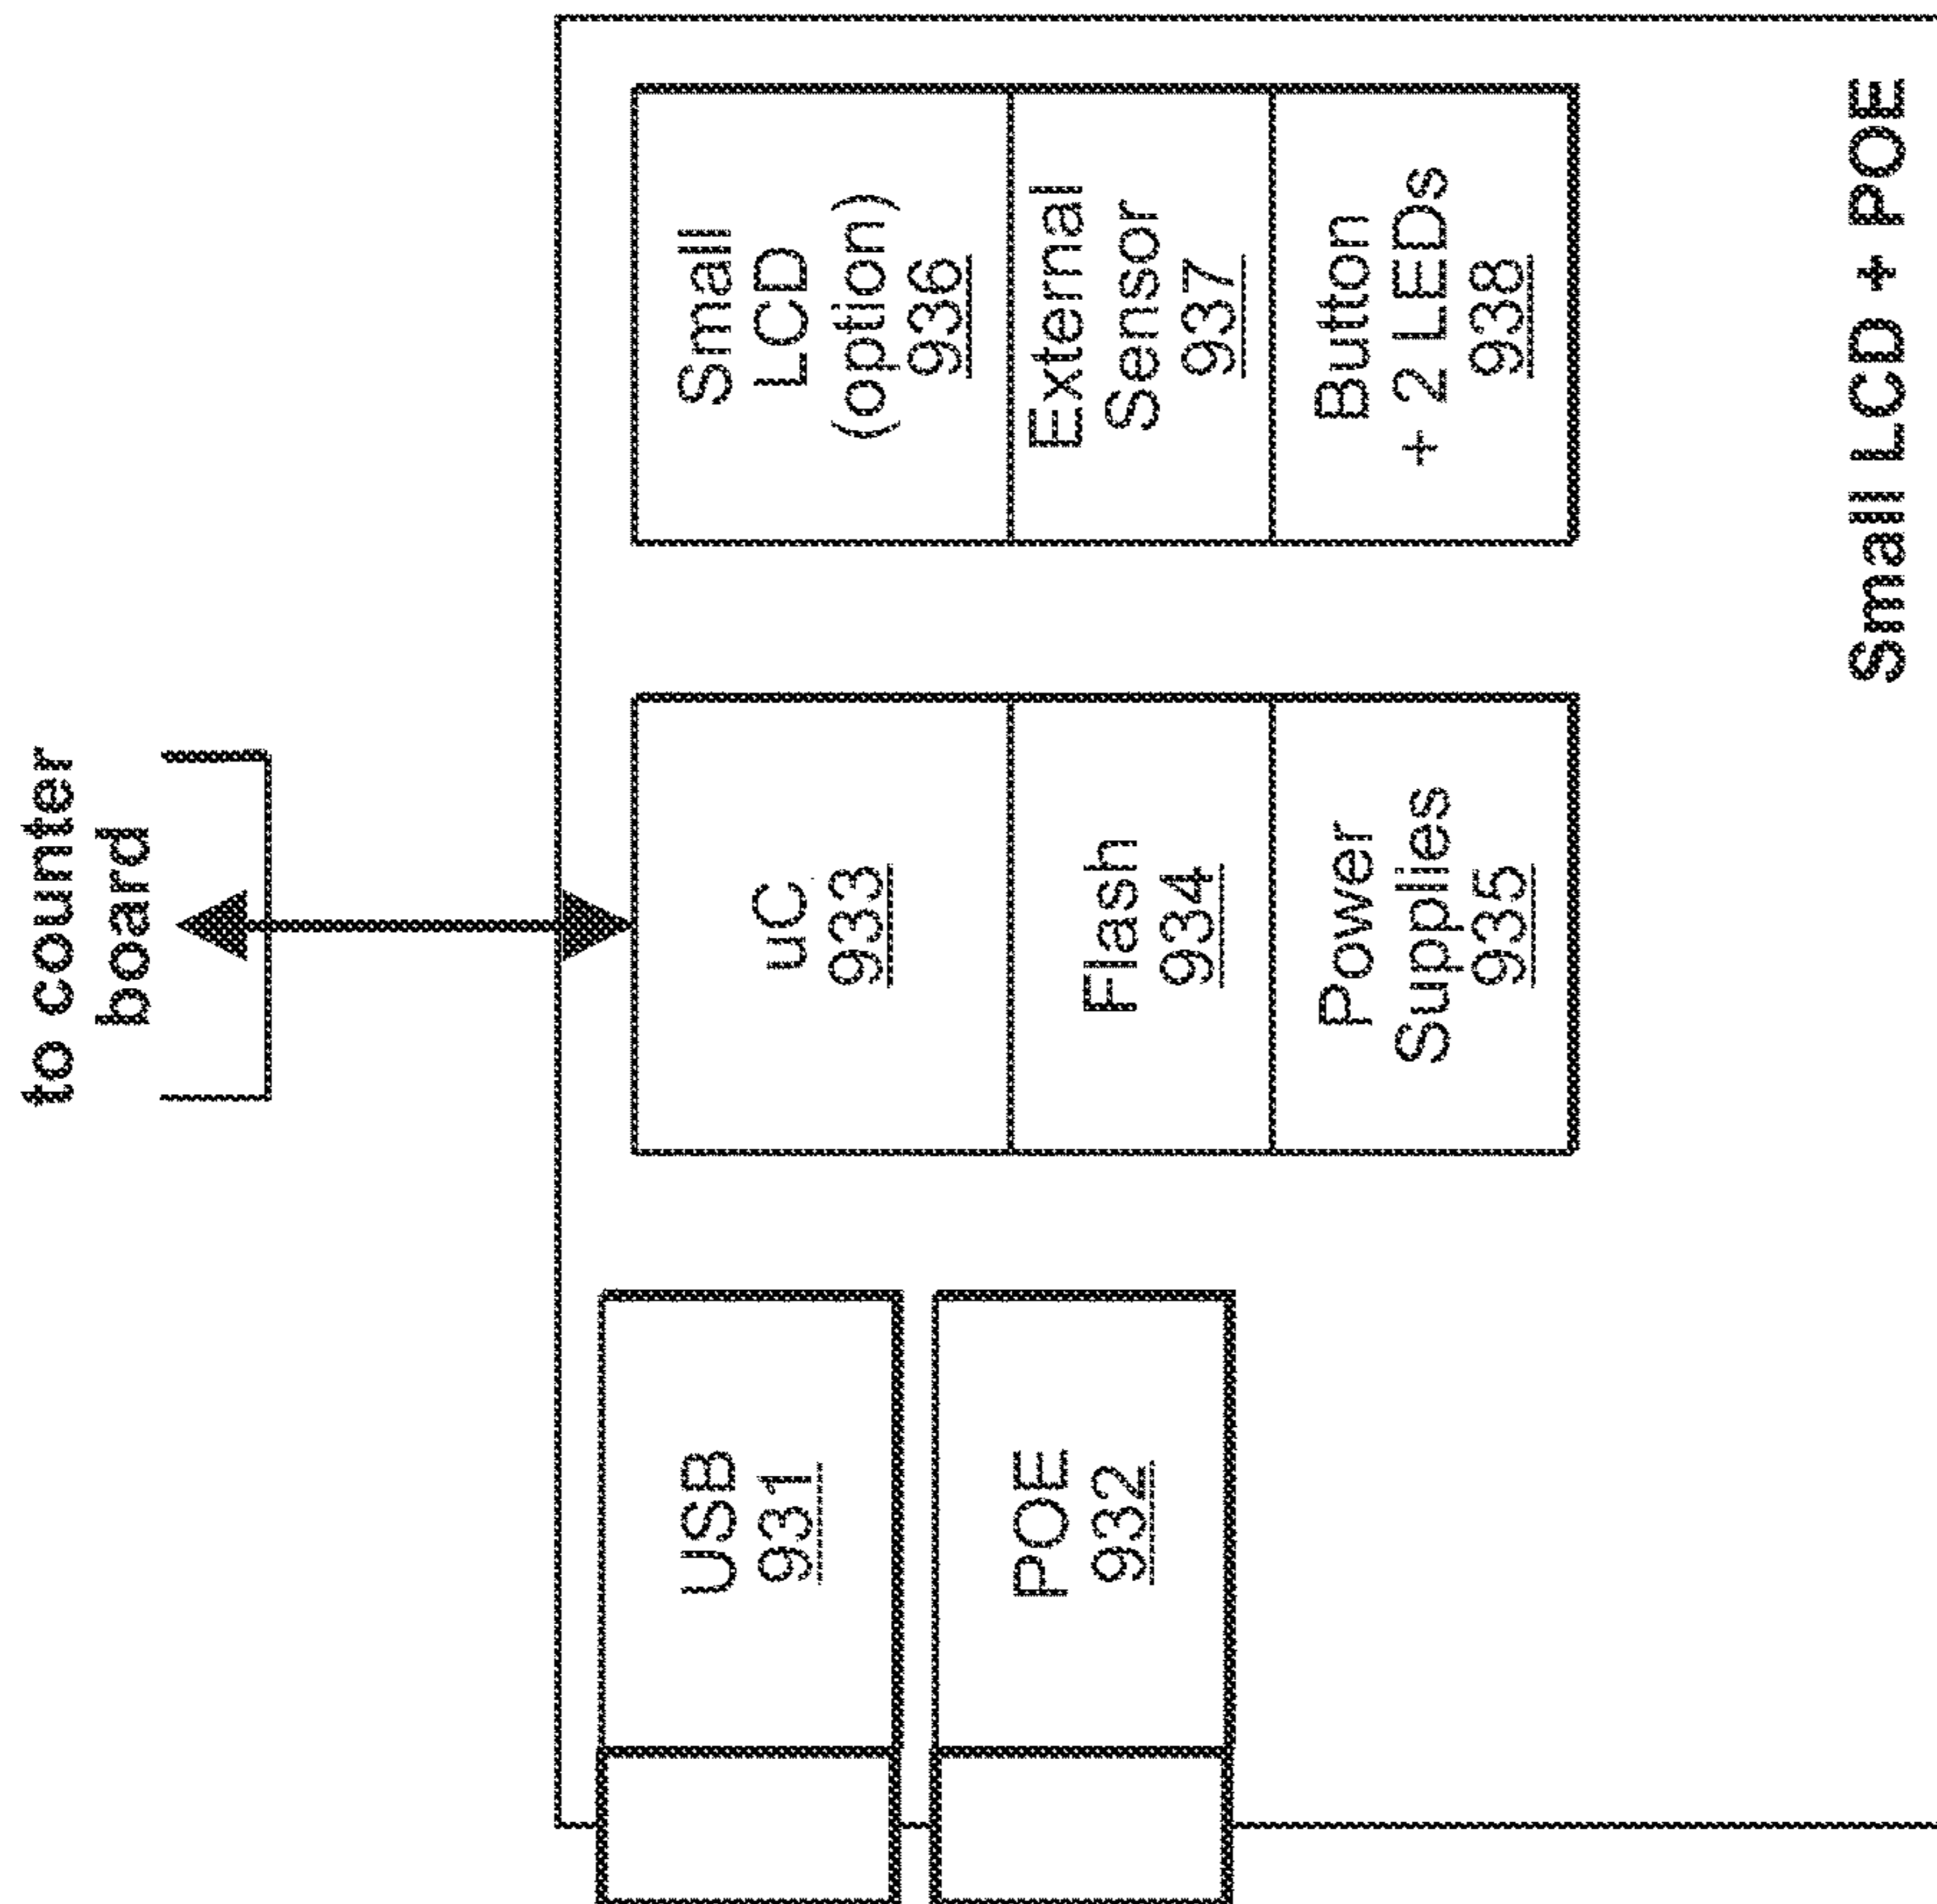 to counter
board
USB
931
POE
932
uC
933
Flash
934
Power
Supplies
935
Small
LCD
(option)
936
External
Sensor
937
Button
+ 2 LEDs
938
Small LCD + POE